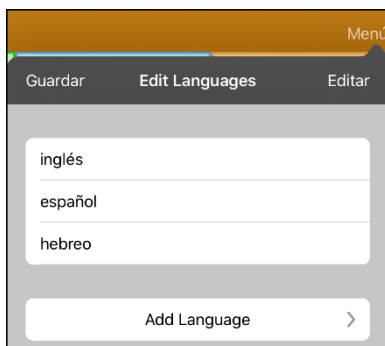 Menú
Guardar Edit Languages Editar
inglés
español
hebreo
Add Language